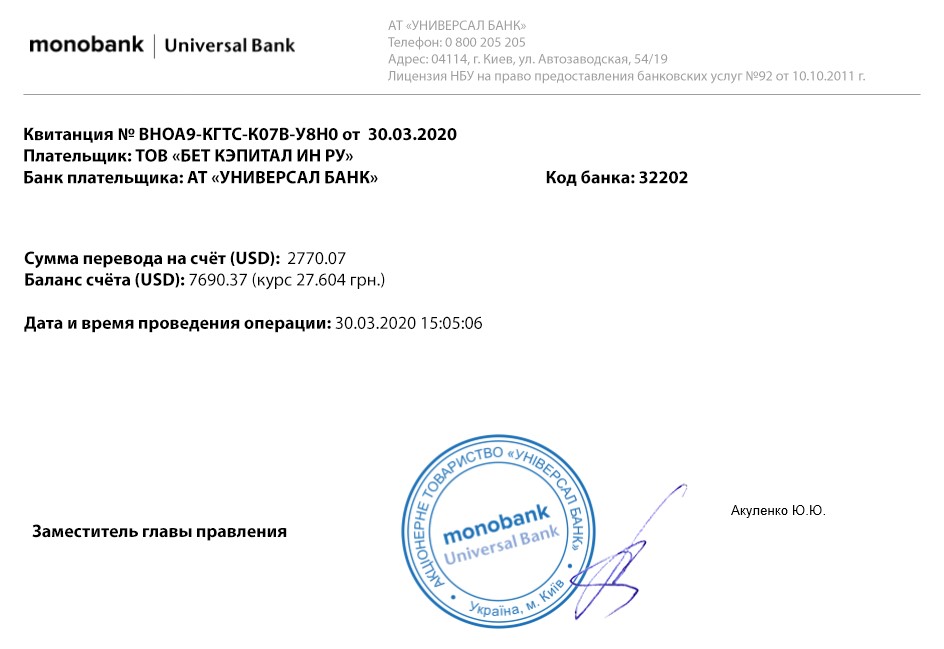 monobank | Universal Bank
АТ «УНИВЕРСАЛ БАНК»
Телефон: 0 800 205 205
Адрес: 04114, г. Киев, ул. Автозаводская, 54/19
Лицензия НБУ на право предоставления банковских услуг №92 от 10.10.2011 г.
Квитанция № ВНОА9-КГТС-К07В-У8Н0 от 30.03.2020
Плательщик: ТОВ «БЕТ КЭПИТАЛ ИН РУ»
Банк плательщика: АТ «УНИВЕРСАЛ БАНК» Код банка: 32202
Сумма перевода на счёт (USD): 2770.07
Баланс счёта (USD): 7690.37 (курс 27.604 грн.)
Дата и время проведения операции: 30.03.2020 15:05:06
АКЦІОНЕРНЕ ТОВАРИСТВО «УНІВЕРСАЛ БАНК»
monobank
Universal Bank
• Україна, м. Київ •
Акуленко Ю.Ю.
Заместитель главы правления